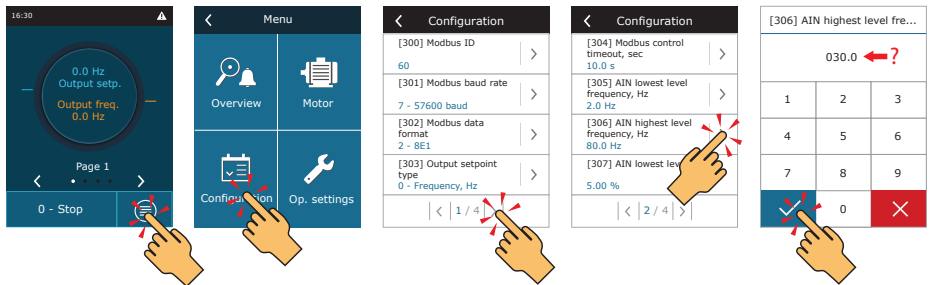 16:30
0.0 Hz
Output setp.
Output freq.
0.0 Hz
Page 1
0 - Stop
Menu
Overview
Motor
Configuration
Op. settings
Configuration
[300] Modbus ID
60
[301] Modbus baud rate
7 - 57600 baud
[302] Modbus data
format
2 - 8E1
[303] Output setpoint
type
0 - Frequency, Hz
1 / 4
Configuration
[304] Modbus control
timeout, sec
10.0 s
[305] AIN lowest level
frequency, Hz
2.0 Hz
[306] AIN highest level
frequency, Hz
80.0 Hz
[307] AIN lowest
5.00 %
2 / 4
[306] AIN highest level fre...
030.0 ?
1 2 3
4 5 6
7 8 9
0